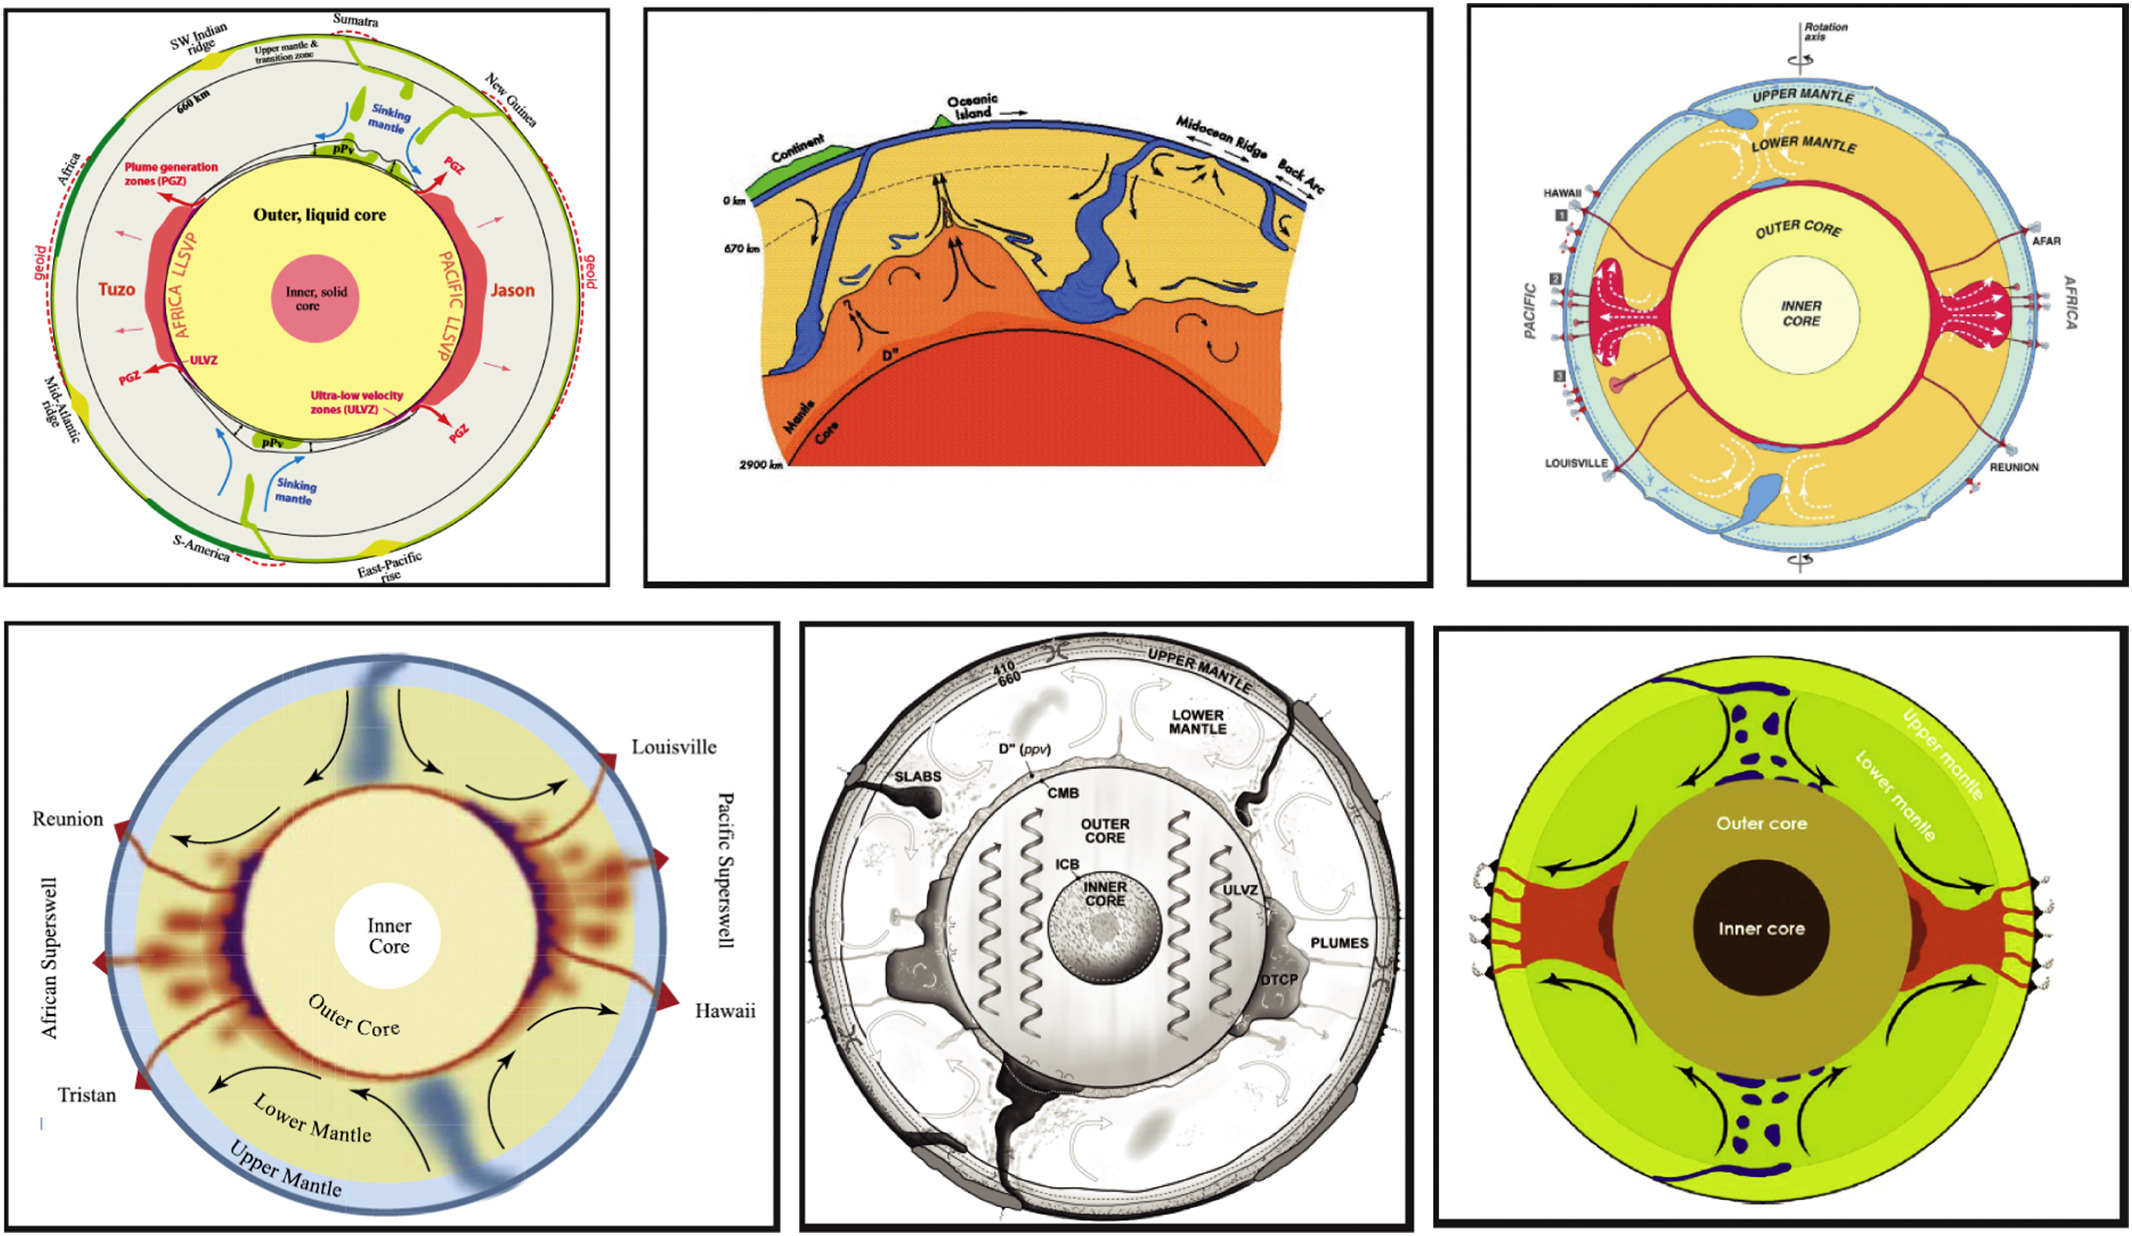 Sumatra
SW Indian
ridge
Upper mantle &
transition zone
660 km
New Guinea
Sinking
mantle
Africa
Plume generation
zones (PGZ)
pPv
PGZ
Outer, liquid core
geoid
Tuzo
AFRICA LLSVP
Inner, solid
core
PACIFIC LLSVP
Jason
geoid
ULVZ
PGZ
Mid-Atlantic
ridge
Ultra-low velocity
zones (ULVZ)
PGZ
pPv
Sinking
mantle
S-America
East-Pacific
rise
Oceanic
Island
Continent
Midocean Ridge
Back Arc
0 km
670 km
?
D"
Mantle
Core
2900 km
Rotation
axis
UPPER MANTLE
LOWER MANTLE
HAWAII
1
OUTER CORE
AFAR
2
PACIFIC
INNER
CORE
AFRICA
3
LOUISVILLE
REUNION
Louisville
Reunion
Pacific Superswell
African Superswell
Inner
Core
Outer Core
Hawaii
Tristan
Lower Mantle
Upper Mantle
410
660
UPPER MANTLE
LOWER
MANTLE
D" (ppv)
SLABS
CMB
OUTER
CORE
ICB
INNER
CORE
ULVZ
PLUMES
DTCP
Upper mantle
Lower mantle
Outer core
Inner core